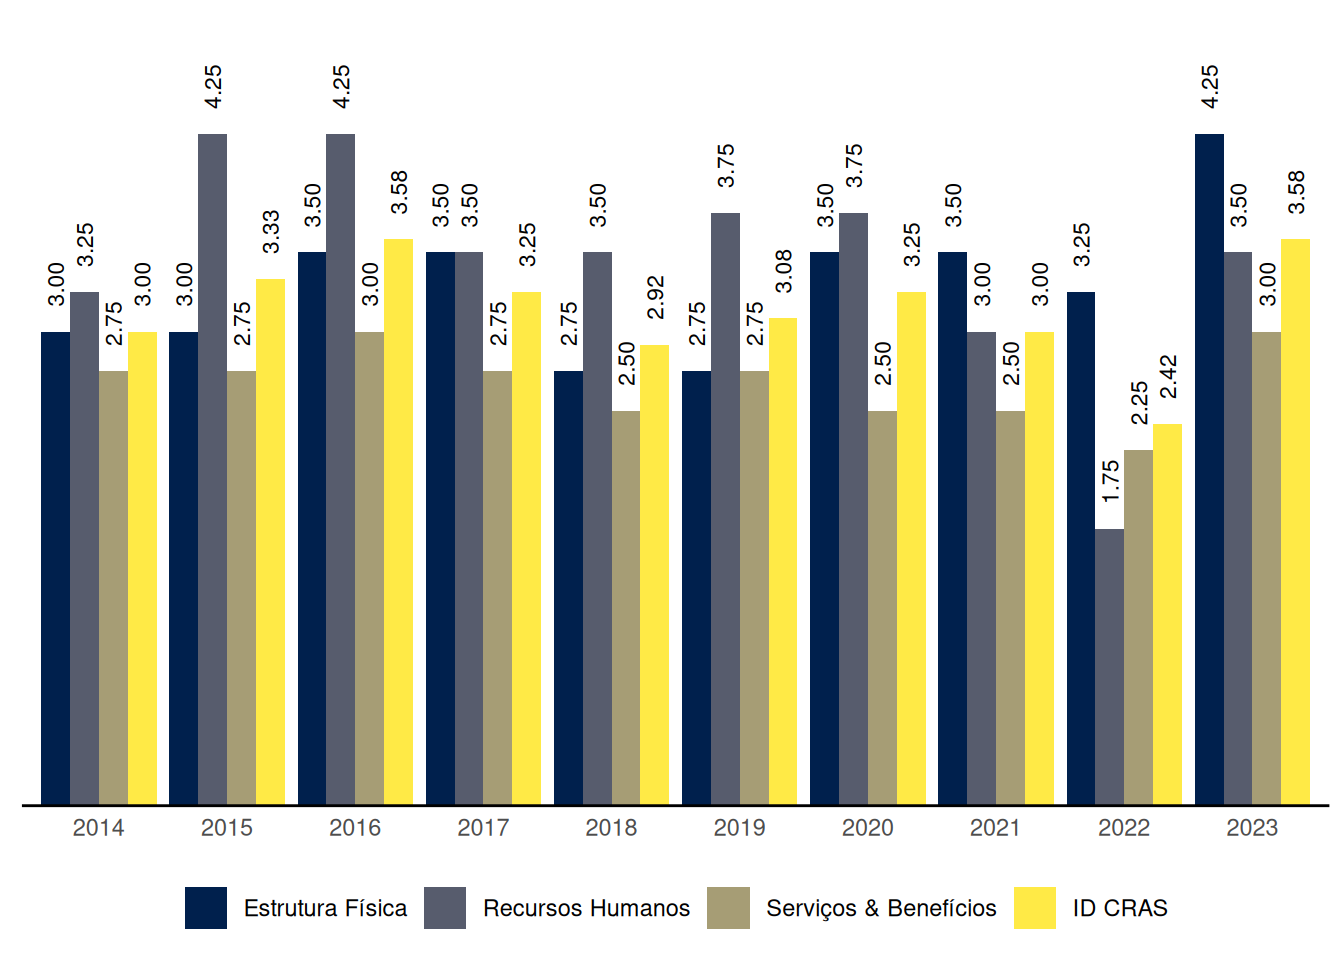 3.00 3.25 2.75 3.00
3.00 4.25 2.75 3.33
3.50 4.25 3.00 3.58
3.50 3.50 2.75 3.25
2.75 3.50 2.50 2.92
2.75 3.75 2.75 3.08
3.50 3.75 2.50 3.25
3.50 3.00 2.50 3.00
3.25 1.75 2.25 2.42
4.25 3.50 3.00 3.58
2014 2015 2016 2017 2018 2019 2020 2021 2022 2023
Estrutura Física Recursos Humanos Serviços & Benefícios ID CRAS